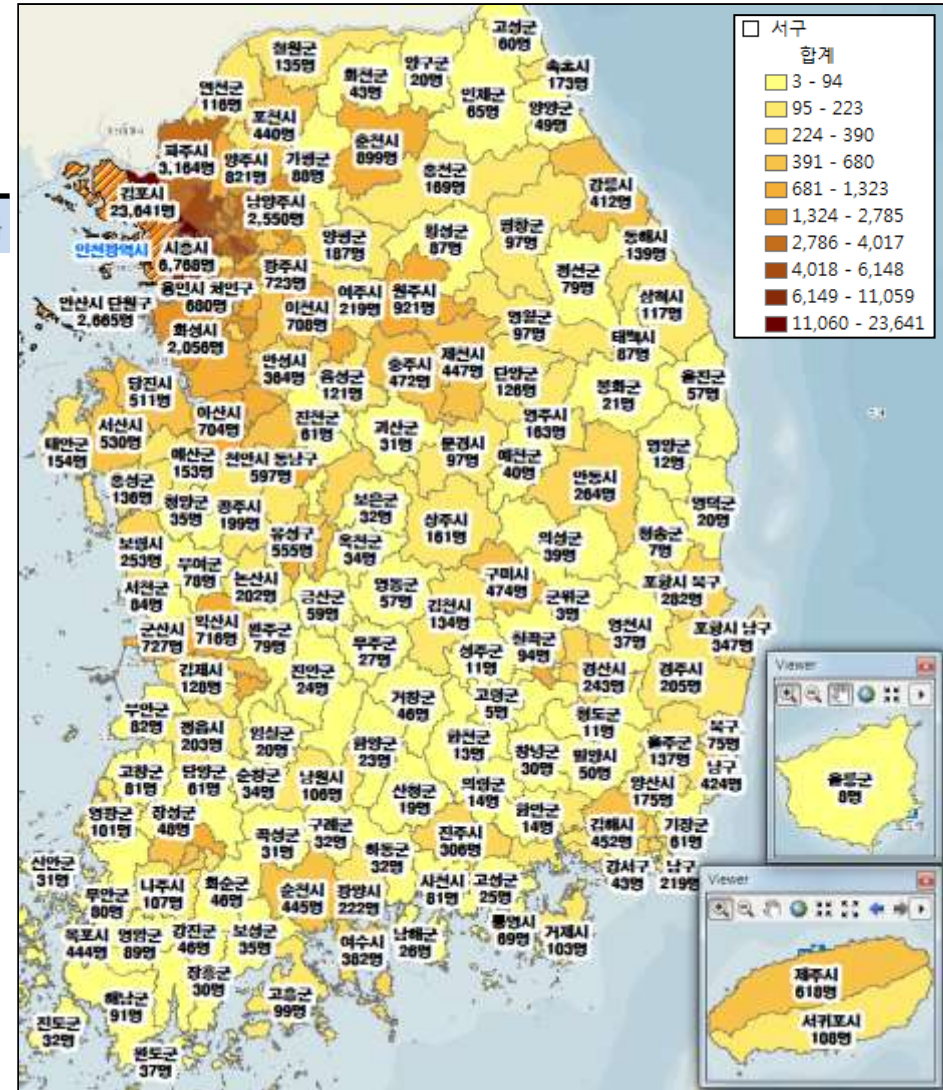 서구
합계
3 - 94
95 - 223
224 - 390
391 - 680
681 - 1,323
1,324 - 2,785
2,786 - 4,017
4,018 - 6,148
6,149 - 11,059
11,060 - 23,641
고성군
60명
철원군
135명
화천군
43명
양구군
20명
속초시
173명
연천군
116명
인제군
65명
양양군
49명
포천시
440명
춘천시
899명
파주시
3,164명
양주시
821명
가평군
88명
홍천군
169명
강릉시
412명
김포시
23,641명
남양주시
2,550명
인천광역시
시흥시
6,768명
양평군
187명
횡성군
87명
평창군
97명
동해시
139명
광주시
723명
정선군
79명
용인시 처인구
680명
안산시 단원구
2,665명
이천시
708명
여주시
219명
원주시
921명
삼척시
117명
화성시
2,056명
영월군
97명
태백시
87명
안성시
364명
음성군
121명
충주시
472명
제천시
447명
단양군
126명
봉화군
21명
울진군
57명
당진시
511명
서산시
530명
아산시
704명
진천군
61명
괴산군
31명
문경시
97명
영주시
163명
예천군
40명
영양군
12명
태안군
154명
예산군
153명
천안시 동남구
597명
안동시
264명
홍성군
136명
청양군
35명
공주시
199명
보은군
32명
상주시
161명
영덕군
20명
유성구
555명
옥천군
34명
의성군
39명
청송군
7명
보령시
253명
부여군
78명
논산시
202명
금산군
59명
영동군
57명
김천시
134명
구미시
474명
군위군
3명
포항시 북구
282명
서천군
84명
군산시
727명
익산시
716명
완주군
79명
무주군
27명
성주군
11명
칠곡군
94명
영천시
37명
포항시 남구
347명
김제시
128명
진안군
24명
거창군
46명
고령군
5명
경산시
243명
경주시
205명
부안군
82명
정읍시
203명
임실군
20명
함양군
23명
합천군
13명
청도군
11명
창녕군
30명
밀양시
50명
울주군
137명
북구
75명
고창군
81명
담양군
61명
순창군
34명
남원시
106명
산청군
19명
의령군
14명
양산시
175명
남구
424명
영광군
101명
장성군
48명
곡성군
31명
구례군
32명
진주시
306명
함안군
14명
김해시
452명
기장군
61명
신안군
31명
무안군
80명
나주시
107명
화순군
46명
순천시
445명
광양시
222명
하동군
32명
사천시
81명
고성군
25명
강서구
43명
남구
219명
목포시
444명
영암군
89명
강진군
46명
보성군
35명
여수시
382명
남해군
26명
통영시
69명
거제시
103명
장흥군
30명
해남군
91명
고흥군
99명
진도군
32명
완도군
37명
Viewer
울릉군
8명
Viewer
제주시
618명
서귀포시
108명